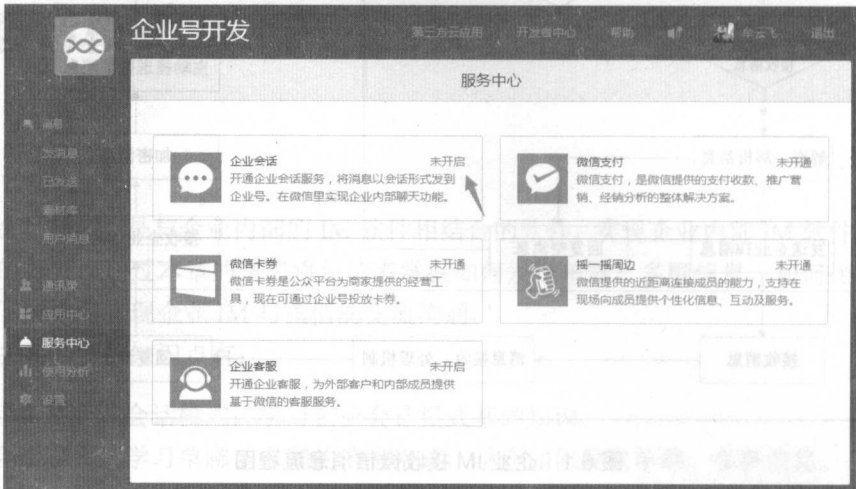 企业号开发
第三方云应用 开发者中心 帮助 牟云飞 退出
服务中心
消息
发消息
已发送
素材库
用户消息
通讯录
应用中心
服务中心
使用分析
设置
企业会话 未开启
开通企业会话服务，将消息以会话形式发到
企业号。在微信里实现企业内部聊天功能。
微信支付 未开通
微信支付，是微信提供的支付收款、推广营
销、经销分析的整体解决方案。
微信卡券 未开通
微信卡券是公众平台为商家提供的经营工
具，现在可通过企业号投放卡券。
摇一摇周边 未开通
微信提供的近距离连接成员的能力，支持在
现场向成员提供个性化信息、互动及服务。
企业客服 未开启
开通企业客服，为外部客户和内部成员提供
基于微信的客服服务。